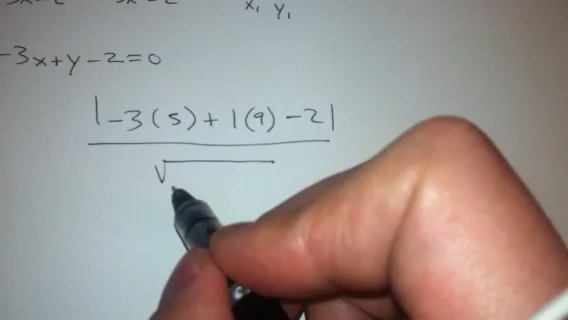 x₁ y₁
-3x+y-2=0
|-3(5)+1(9)-2|
√